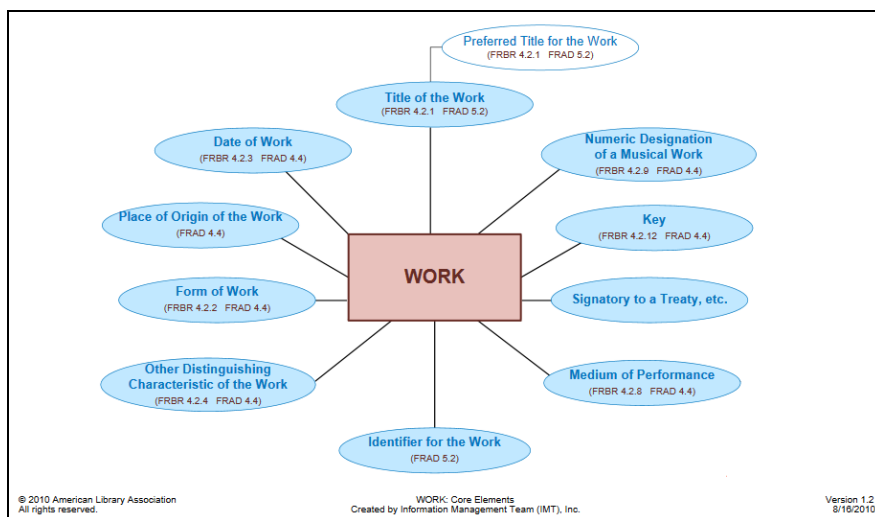 Preferred Title for the Work
(FRBR 4.2.1 FRAD 5.2)
Title of the Work
(FRBR 4.2.1 FRAD 5.2)
Date of Work
(FRBR 4.2.3 FRAD 4.4)
Numeric Designation
of a Musical Work
(FRBR 4.2.9 FRAD 4.4)
Place of Origin of the Work
(FRAD 4.4)
Key
(FRBR 4.2.12 FRAD 4.4)
WORK
Form of Work
(FRBR 4.2.2 FRAD 4.4)
Signatory to a Treaty, etc.
Other Distinguishing
Characteristic of the Work
(FRBR 4.2.4 FRAD 4.4)
Medium of Performance
(FRBR 4.2.8 FRAD 4.4)
Identifier for the Work
(FRAD 5.2)
© 2010 American Library Association
All rights reserved.
WORK: Core Elements
Created by Information Management Team (IMT), Inc.
Version 1.2
8/16/2010